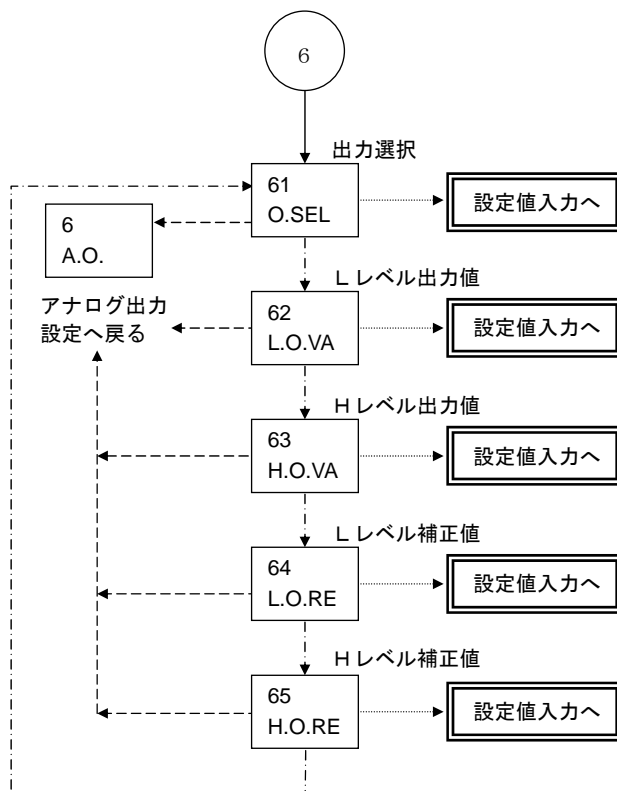 6
出力選択
61
O.SEL
設定値入力へ
6
A.O.
アナログ出力
設定へ戻る
Lレベル出力値
62
L.O.VA
設定値入力へ
Hレベル出力値
63
H.O.VA
設定値入力へ
Lレベル補正値
64
L.O.RE
設定値入力へ
Hレベル補正値
65
H.O.RE
設定値入力へ